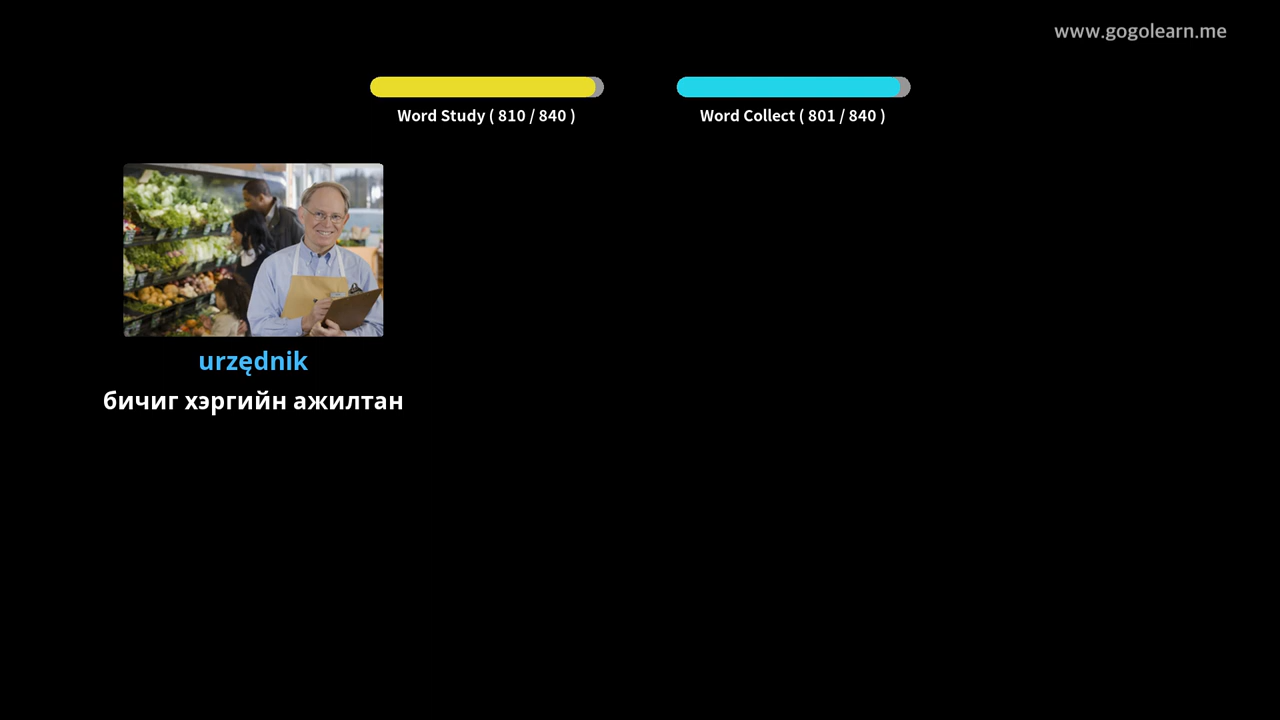 www.gogolearn.me
Word Study ( 810 / 840 )
Word Collect ( 801 / 840 )
urzędnik
бичиг хэргийн ажилтан